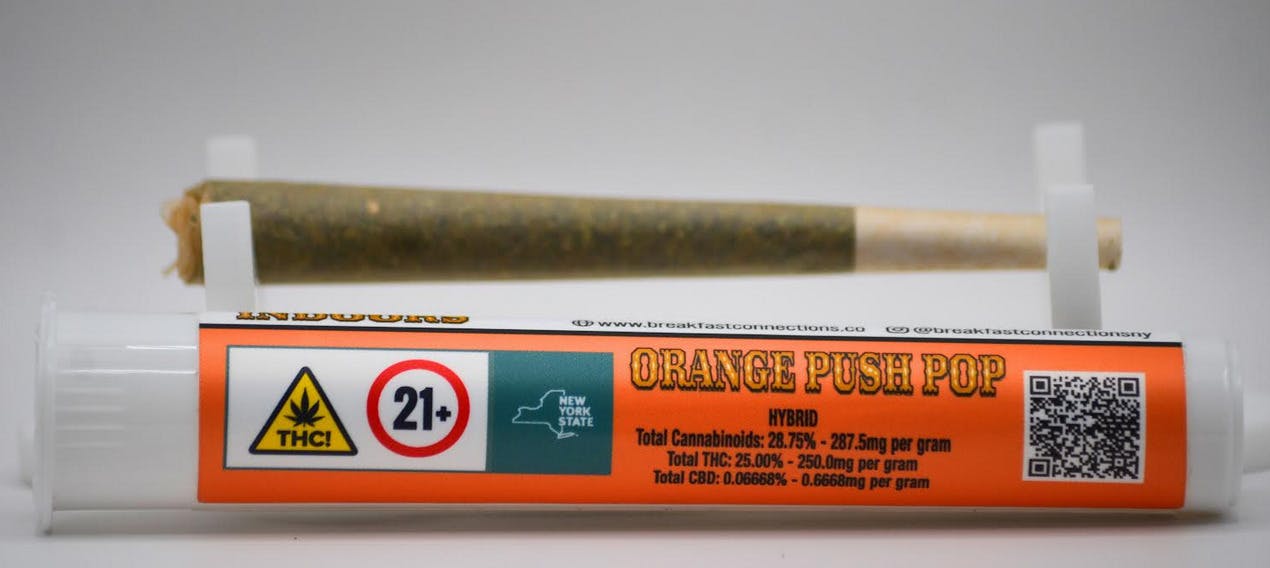 INDOORS
www.breakfastconnections.co
@breakfastconnectionsny
THC!
21+
NEW
YORK
STATE
ORANGE PUSH POP
HYBRID
Total Cannabinoids: 28.75% - 287.5mg per gram
Total THC: 25.00% - 250.0mg per gram
Total CBD: 0.06668% - 0.6668mg per gram